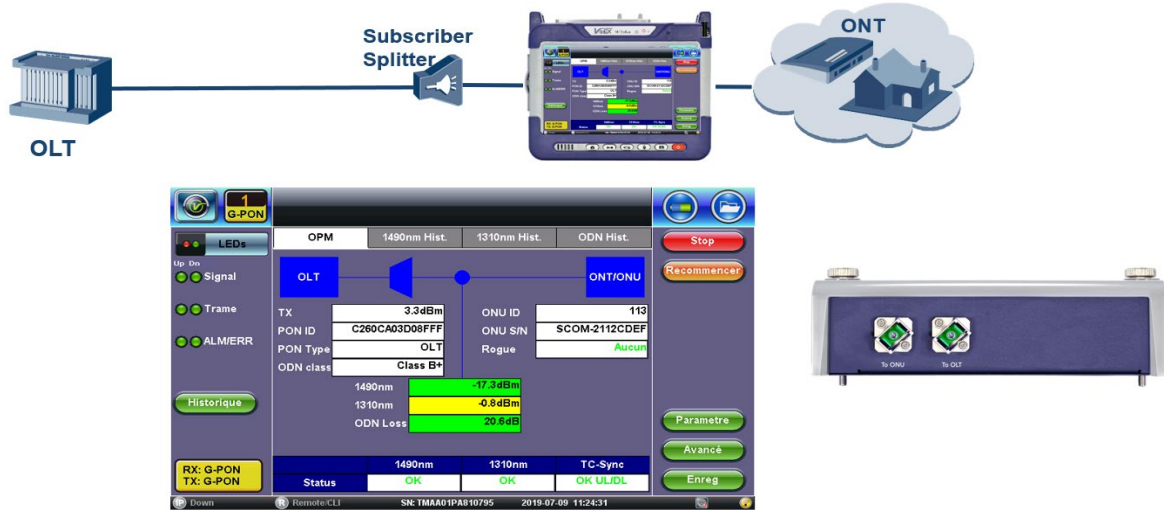 Subscriber
Splitter
ONT
OLT
VeEX
1
G-PON
LEDs
Up Dn
Signal
Trame
ALM/ERR
Historique
RX: G-PON
TX: G-PON
OPM
1490nm Hist.
1310nm Hist.
ODN Hist.
OLT
ONT/ONU
TX 3.3dBm
PON ID C260CA03D08FFF
PON Type OLT
ODN class Class B+
ONU ID 113
ONU S/N SCOM-2112CDEF
Rogue Aucun
1490nm -17.3dBm
1310nm -0.8dBm
ODN Loss 20.6dB
1490nm 1310nm TC-Sync
Status OK OK OK UL/DL
Stop
Recommencer
Parametre
Avancé
Enreg
IP Down
R Remote/CLI
SN: TMAA01PA810795
2019-07-09 11:24:31
To ONU
To OLT